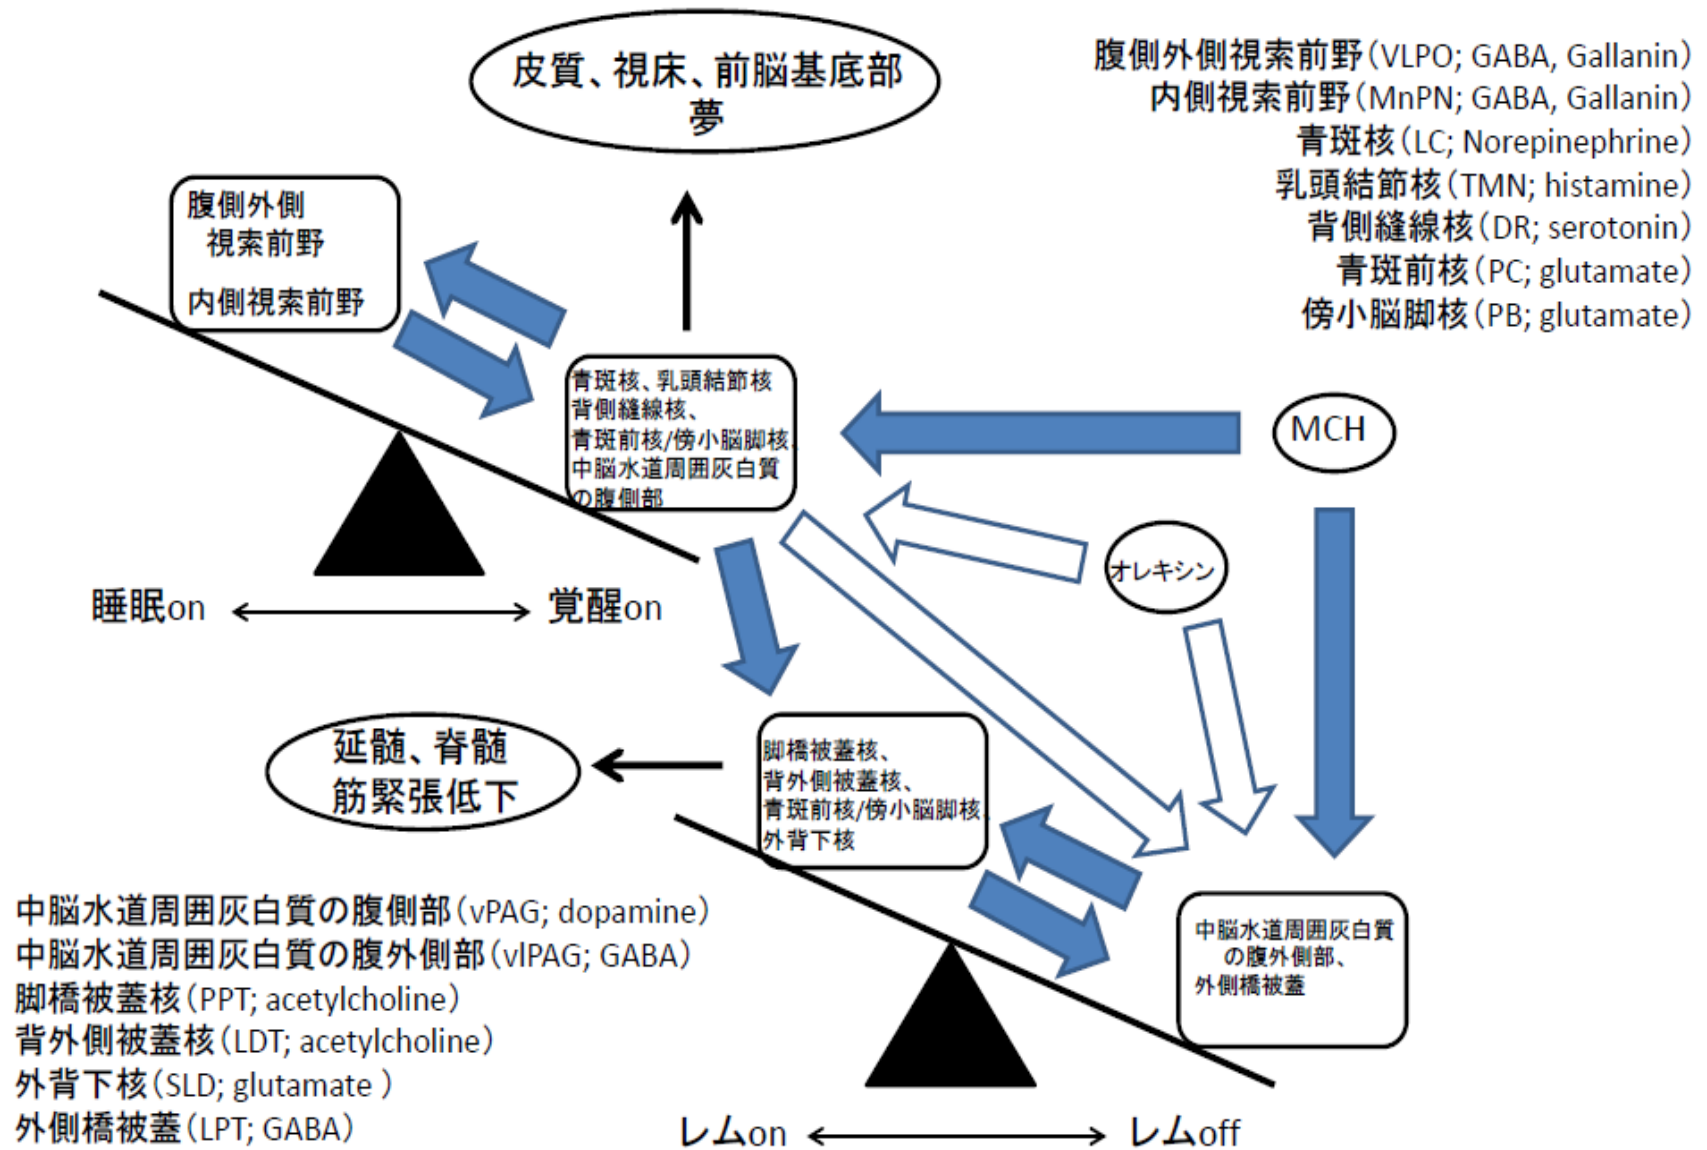 皮質、視床、前脳基底部
夢
腹側外側視索前野(VLPO; GABA, Gallanin)
内側視索前野(MnPN; GABA, Gallanin)
青斑核(LC; Norepinephrine)
乳頭結節核(TMN; histamine)
背側縫線核(DR; serotonin)
青斑前核(PC; glutamate)
傍小脳脚核(PB; glutamate)
腹側外側
視索前野
内側視索前野
青斑核、乳頭結節核
背側縫線核、
青斑前核/傍小脳脚核、
中脳水道周囲灰白質
の腹側部
MCH
オレキシン
睡眠on
覚醒on
延髄、脊髄
筋緊張低下
脚橋被蓋核、
背外側被蓋核、
青斑前核/傍小脳脚核、
外背下核
中脳水道周囲灰白質
の腹外側部、
外側橋被蓋
中脳水道周囲灰白質の腹側部(vPAG; dopamine)
中脳水道周囲灰白質の腹外側部(vlPAG; GABA)
脚橋被蓋核(PPT; acetylcholine)
背外側被蓋核(LDT; acetylcholine)
外背下核(SLD; glutamate )
外側橋被蓋(LPT; GABA)
レムon
レムoff